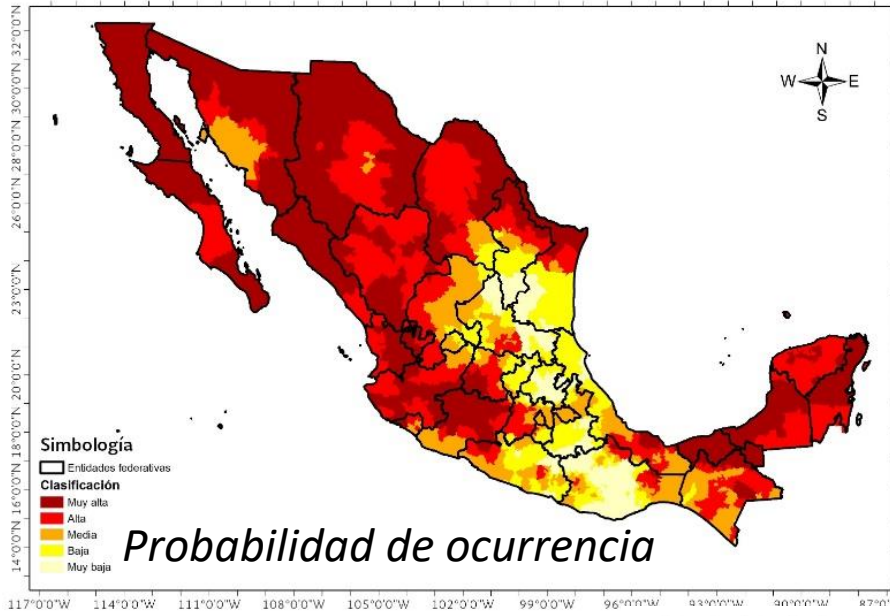 32°0'0"N
30°0'0"N
28°0'0"N
26°0'0"N
23°0'0"N
20°0'0"N
18°0'0"N
16°0'0"N
14°0'0"N
N
W E
S
Simbología
Entidades federativas
Clasificación
Muy alta
Alta
Media
Baja
Muy baja
Probabilidad de ocurrencia
117°0'0"W 114°0'0"W 111°0'0"W 108°0'0"W 105°0'0"W 102°0'0"W 99°0'0"W 96°0'0"W 93°0'0"W 90°0'0"W